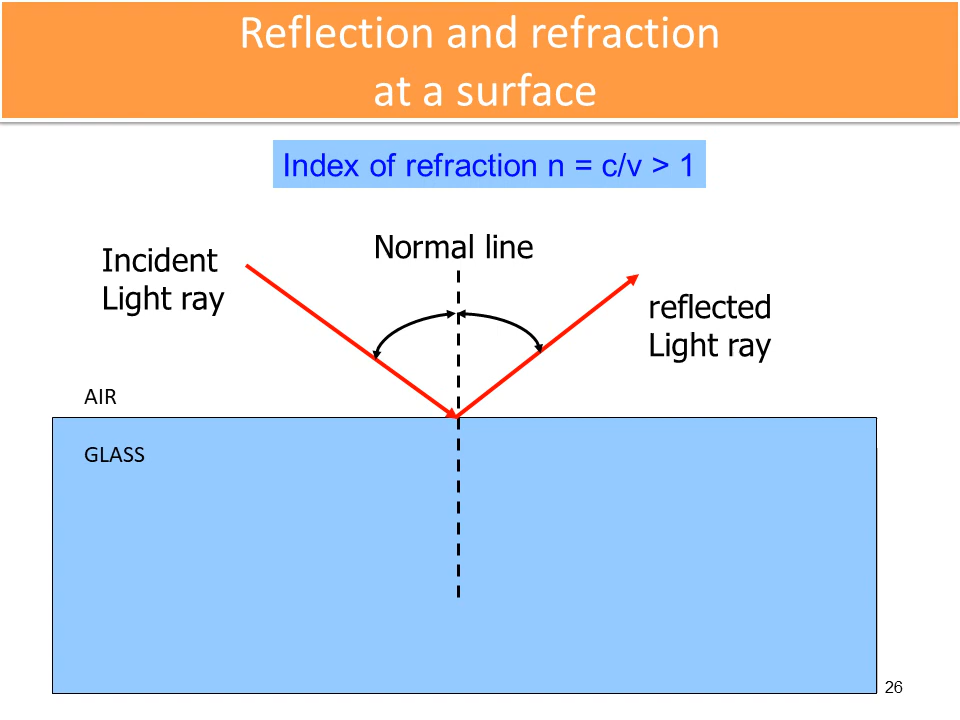 Reflection and refraction
at a surface
Index of refraction n = c/v > 1
Normal line
Incident
Light ray
reflected
Light ray
AIR
GLASS
26